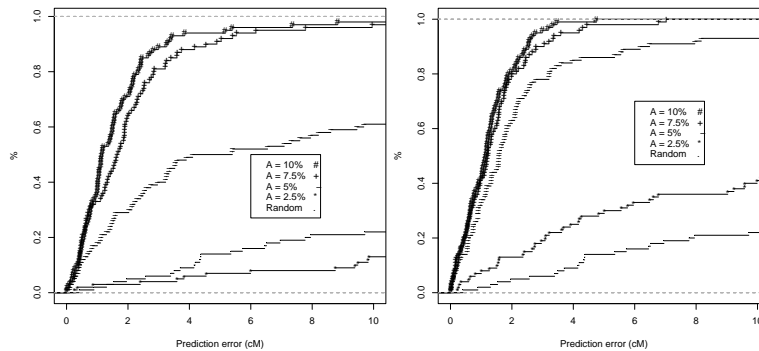 1.0
0.8
0.6
0.4
0.2
0.0
%
0 2 4 6 8 10
Prediction error (cM)
A = 10% #
A = 7.5% +
A = 5% −
A = 2.5% *
Random .
1.0
0.8
0.6
0.4
0.2
0.0
%
0 2 4 6 8 10
Prediction error (cM)
A = 10% #
A = 7.5% +
A = 5% −
A = 2.5% *
Random .